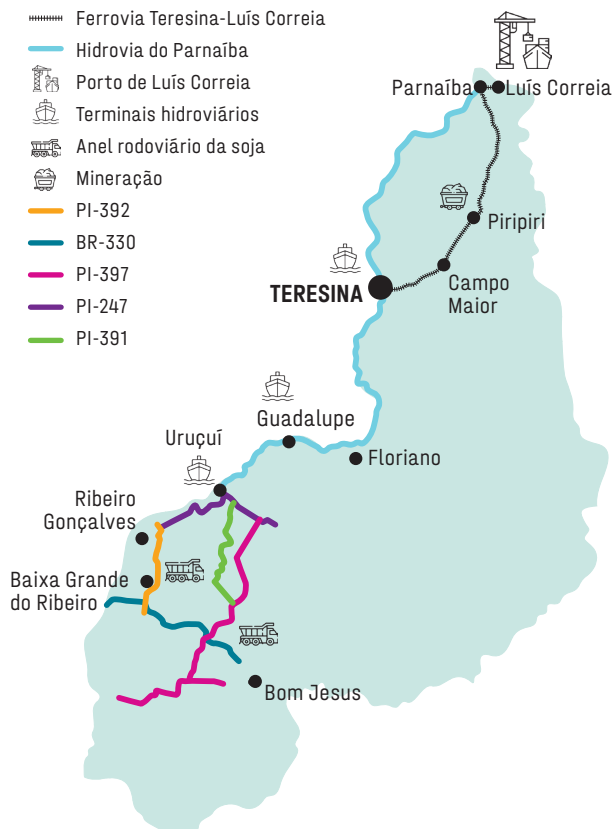 Ferrovia Teresina-Luís Correia
Hidrovia do Parnaíba
Porto de Luís Correia
Terminais hidroviários
Anel rodoviário da soja
Mineração
PI-392
BR-330
PI-397
PI-247
PI-391
Parnaíba
Luís Correia
Piripiri
Campo
Maior
TERESINA
Guadalupe
Floriano
Uruçuí
Ribeiro
Gonçalves
Baixa Grande
do Ribeiro
Bom Jesus